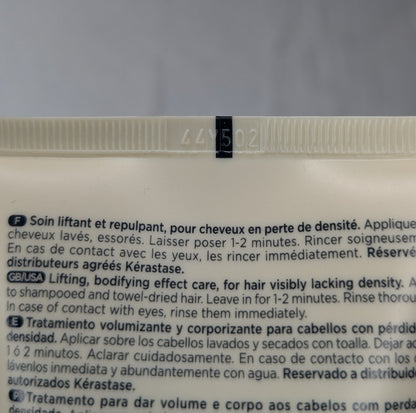 44Y502
F Soin liftant et repulpant, pour cheveux en perte de densité. Applique
cheveux lavés, essorés. Laisser poser 1-2 minutes. Rincer soigneusem
En cas de contact avec les yeux, les rincer immédiatement. Réservé
distributeurs agréés Kérastase.
GB/USA Lifting, bodifying effect care, for hair visibly lacking density. A
to shampooed and towel-dried hair. Leave in for 1-2 minutes. Rinse thorou
In case of contact with eyes, rinse them immediately.
E Tratamiento volumizante y corporizante para cabellos con pérdid
densidad. Aplicar sobre los cabellos lavados y secados con toalla. Dejar ac
1 ó 2 minutos. Aclarar cuidadosamente. En caso de contacto con los
lávenlos inmediata y abundantemente con agua. Reservado a distribuido
autorizados Kérastase.
P Tratamento para dar volume e corpo aos cabelos com perda
densidade.